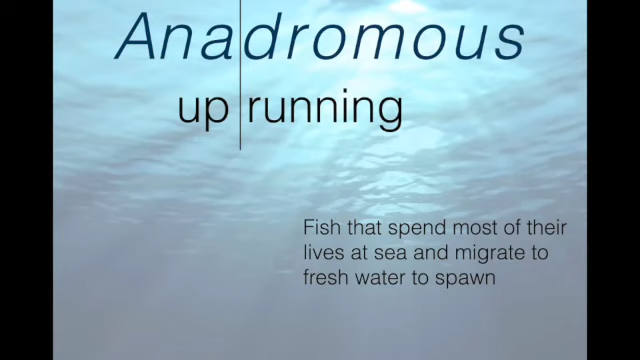 Anadromous
up running
Fish that spend most of their
lives at sea and migrate to
fresh water to spawn